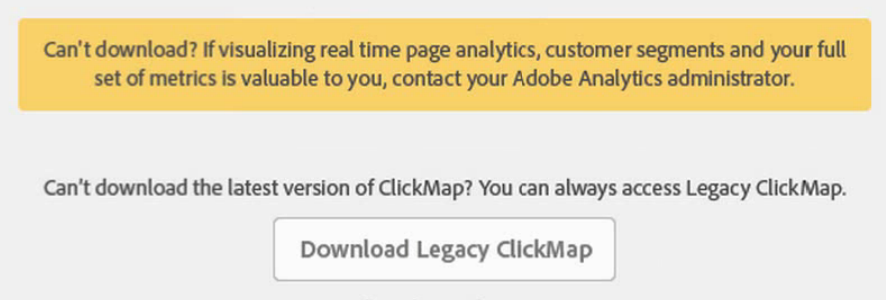 Can't download? If visualizing real time page analytics, customer segments and your full
set of metrics is valuable to you, contact your Adobe Analytics administrator.
Can't download the latest version of ClickMap? You can always access Legacy ClickMap.
Download Legacy ClickMap